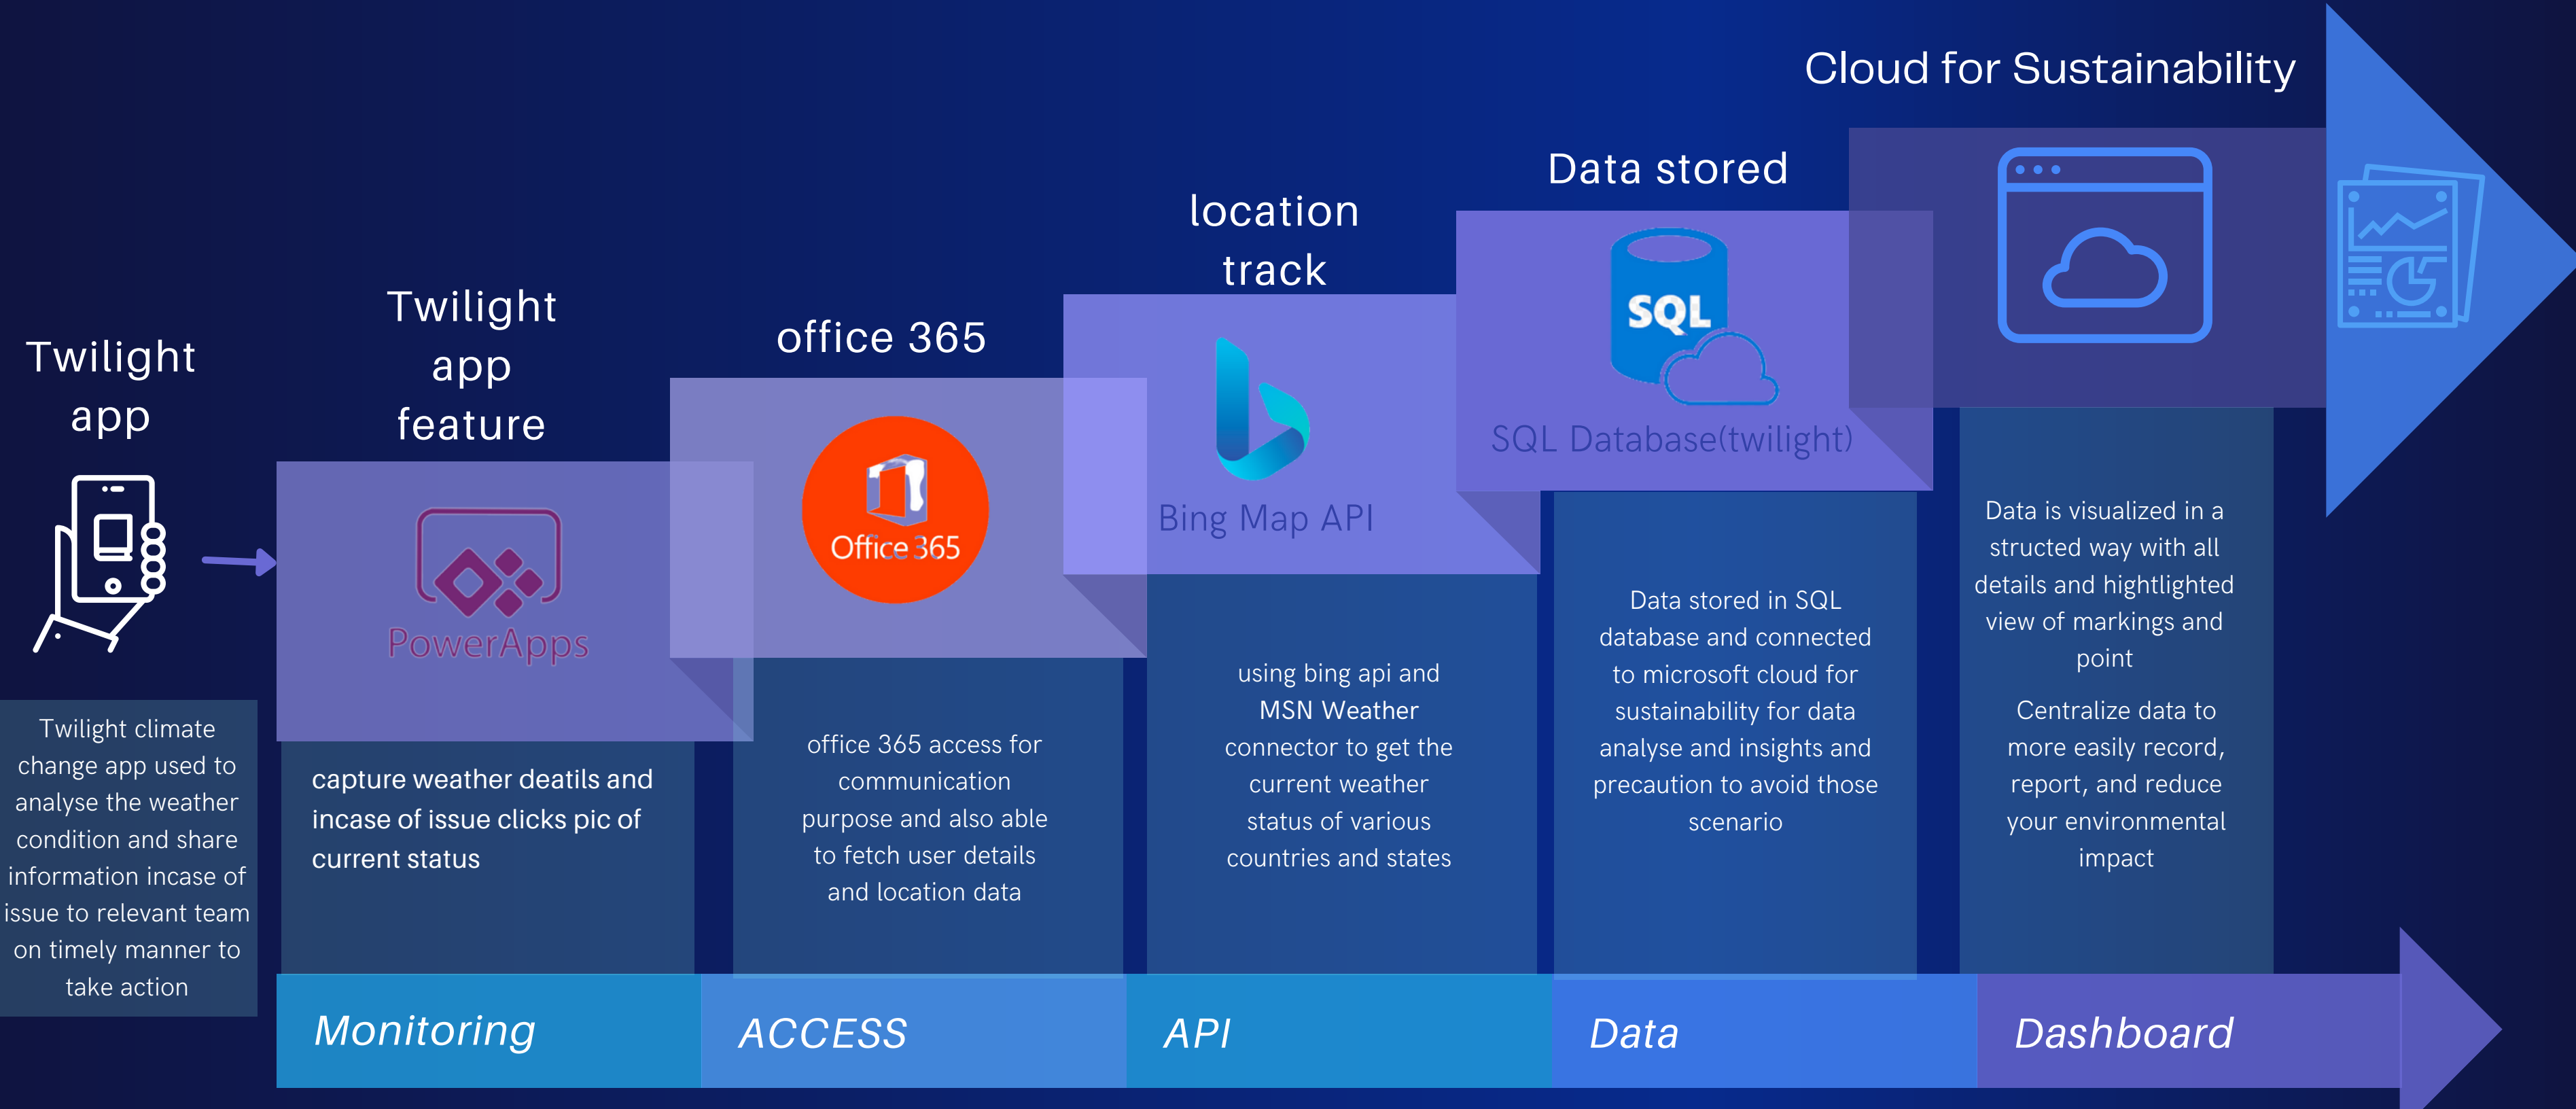 Twilight
app
Twilight climate
change app used to
analyse the weather
condition and share
information incase of
issue to relevant team
on timely manner to
take action
Twilight
app
feature
PowerApps
capture weather deatils and
incase of issue clicks pic of
current status
office 365
Office 365
office 365 access for
communication
purpose and also able
to fetch user details
and location data
location
track
Bing Map API
using bing api and
MSN Weather
connector to get the
current weather
status of various
countries and states
Data stored
SQL
SQL Database(twilight)
Data stored in SQL
database and connected
to microsoft cloud for
sustainability for data
analyse and insights and
precaution to avoid those
scenario
Cloud for Sustainability
Data is visualized in a
structed way with all
details and hightlighted
view of markings and
point
Centralize data to
more easily record,
report, and reduce
your environmental
impact
Monitoring
ACCESS
API
Data
Dashboard